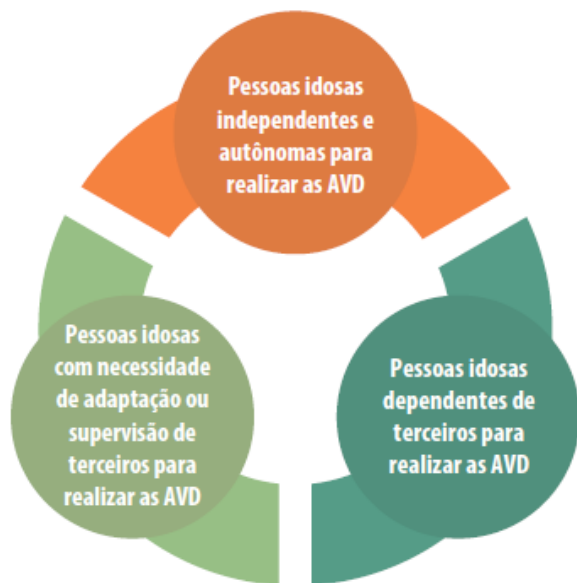 Pessoas idosas
independentes e
autônomas para
realizar as AVD
Pessoas idosas
com necessidade
de adaptação ou
supervisão de
terceiros para
realizar as AVD
Pessoas idosas
dependentes de
terceiros para
realizar as AVD